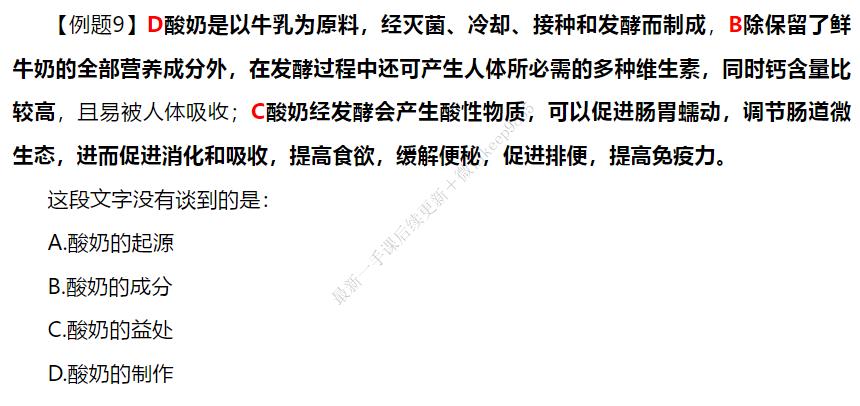 【例题9】D酸奶是以牛乳为原料，经灭菌、冷却、接种和发酵而制成，B除保留了鲜
牛奶的全部营养成分外，在发酵过程中还可产生人体所必需的多种维生素，同时钙含量比
较高，且易被人体吸收；C酸奶经发酵会产生酸性物质，可以促进肠胃蠕动，调节肠道微
生态，进而促进消化和吸收，提高食欲，缓解便秘，促进排便，提高免疫力。
这段文字没有谈到的是：
A.酸奶的起源
B.酸奶的成分
C.酸奶的益处
D.酸奶的制作
最新一手课后续更新＋微